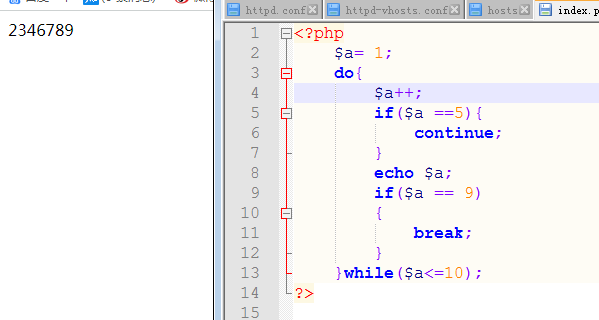 2346789
httpd.conf httpd-vhosts.conf hosts index.p
1 <?php
2 $a= 1;
3 do{
4 $a++;
5 if($a ==5){
6 continue;
7 }
8 echo $a;
9 if($a == 9)
10 {
11 break;
12 }
13 }while($a<=10);
14 ?>
15